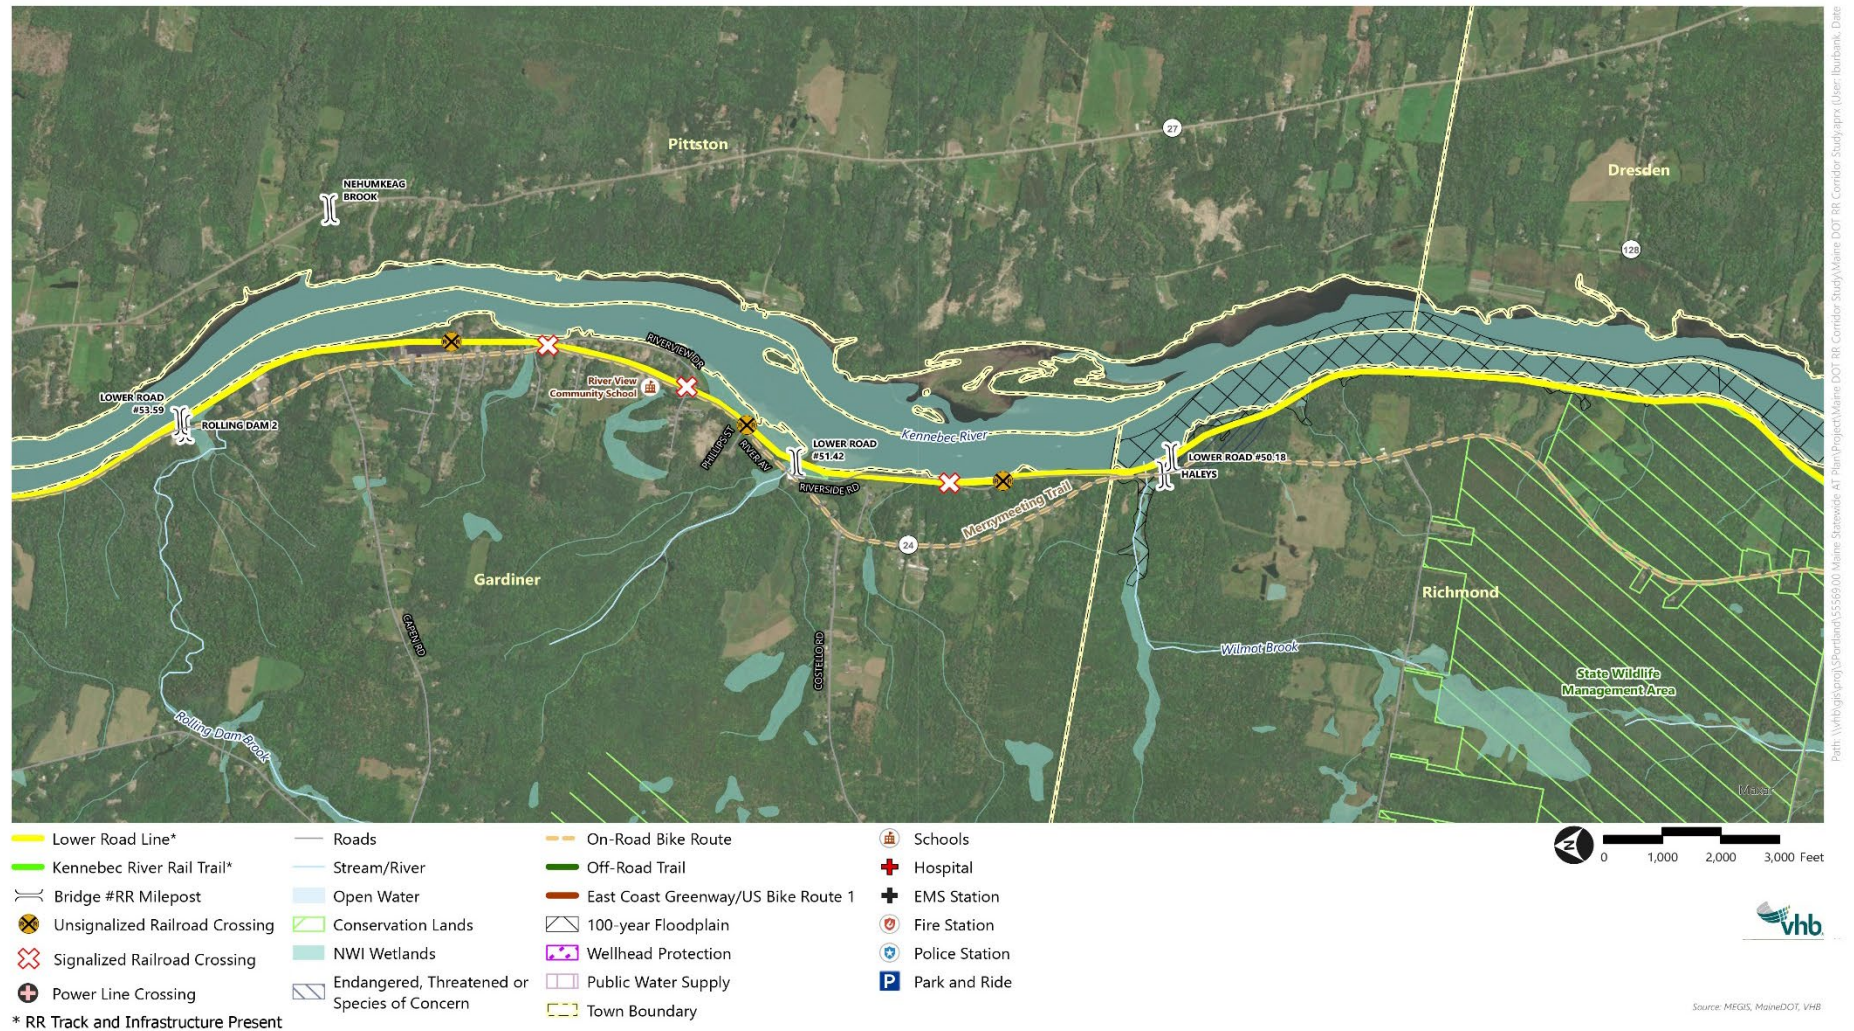 Pittston
27
Dresden
NEHUMKEAG
BROOK
128
RIVERVIEW DR
River View
Community School
LOWER ROAD
#53.59
ROLLING DAM 2
PHILLIPS ST
RIVER AV
LOWER ROAD
#51.42
Kennebec River
LOWER ROAD #50.18
HALEYS
RIVERSIDE RD
Merrymeeting Trail
24
Gardiner
Richmond
CAPEN RD
COSTELLO RD
Wilmot Brook
State Wildlife
Management Area
Rolling Dam Brook
Lower Road Line*
Kennebec River Rail Trail*
Bridge #RR Milepost
Unsignalized Railroad Crossing
Signalized Railroad Crossing
Power Line Crossing
* RR Track and Infrastructure Present
Roads
Stream/River
Open Water
Conservation Lands
NWI Wetlands
Endangered, Threatened or
Species of Concern
On-Road Bike Route
Off-Road Trail
East Coast Greenway/US Bike Route 1
100-year Floodplain
Wellhead Protection
Public Water Supply
Town Boundary
Schools
Hospital
EMS Station
Fire Station
Police Station
P
Park and Ride
N
0 1,000 2,000 3,000 Feet
vhb
Source: MEGIS, MaineDOT, VHB